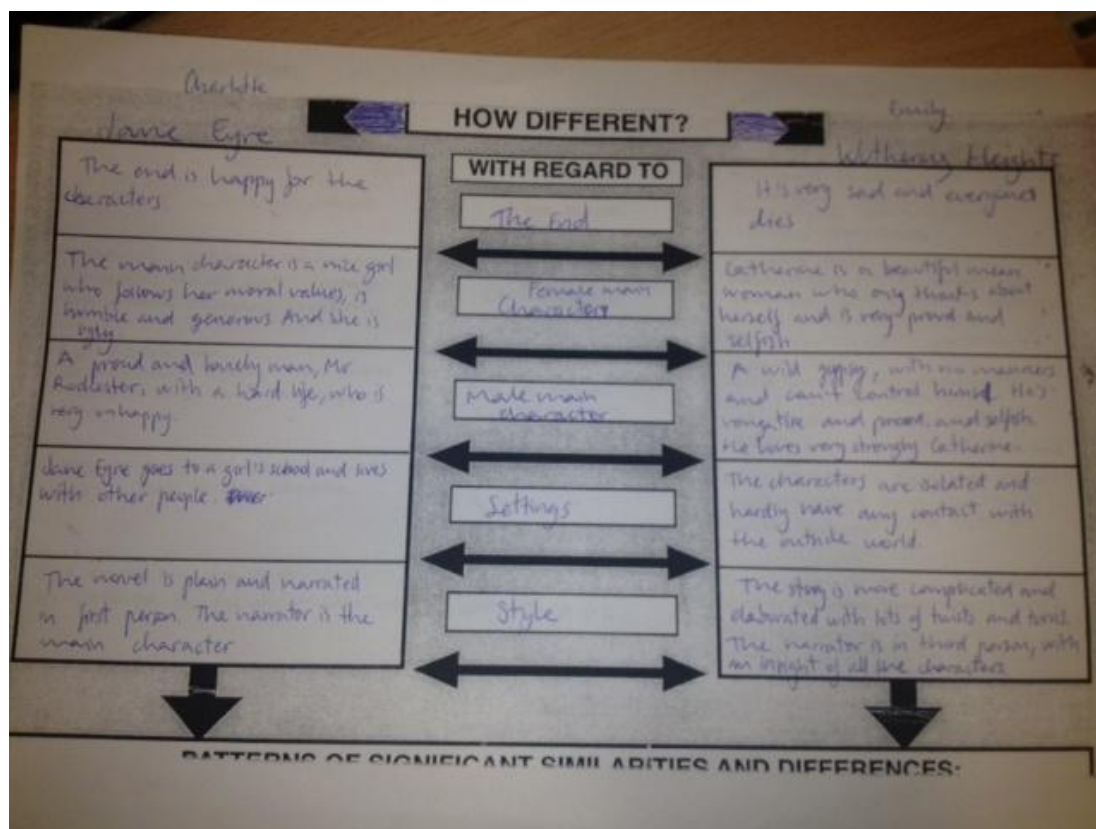 Charlotte
Jane Eyre
HOW DIFFERENT?
Emily
Wuthering Heights
WITH REGARD TO
The end is happy for the
characters
The End
It is very sad and everyones
dies
The main character is a nice girl
who follows her moral values, is
humble and generous. And she is
ugly
Female main
Character
Catherine is a beautiful mean
woman who only about
herself and is very proud and
selfish
A proud and lonely man, Mr
Rochester, with a hard life, who is
very unhappy.
Male main
character
A wild gypsy, with no manners
and can't control himself. He's
and proud, and selfish.
He loves very strongly Catherine.
Jane Eyre goes to a girl's school and lives
with other people.
Settings
The characters are isolated and
hardly have any contact with
the outside world.
The novel is plain and narrated
in first person. The narrator is the
main character
Style
The story is more complicated and
elaborated with lots of twists and turns.
The narrator is in third person, with
an insight of all the characters
PATTERNS OF SIGNIFICANT SIMILARITIES AND DIFFERENCES: